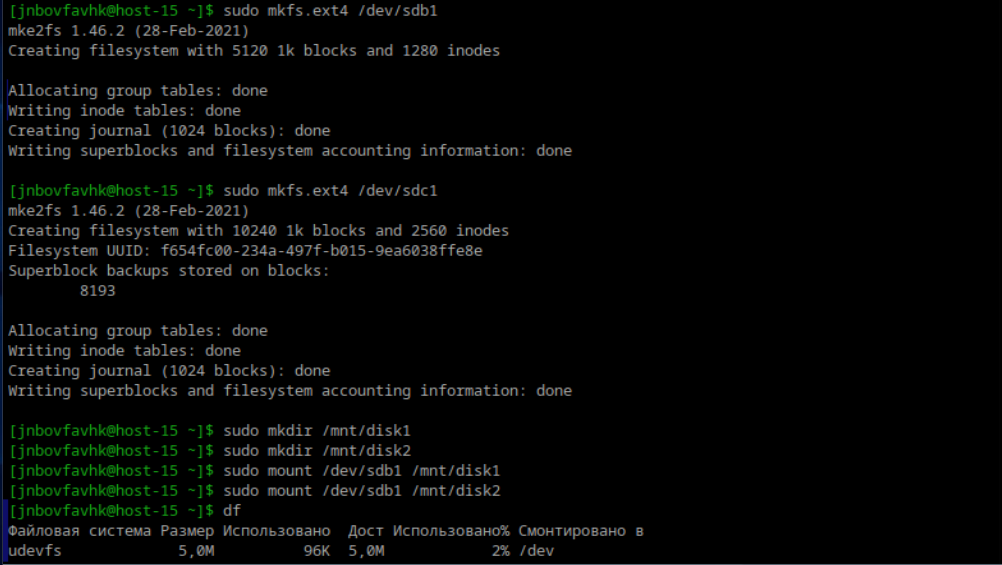 [jnbovfavhk@host-15 ~]$ sudo mkfs.ext4 /dev/sdb1
mke2fs 1.46.2 (28-Feb-2021)
Creating filesystem with 5120 1k blocks and 1280 inodes
Allocating group tables: done
Writing inode tables: done
Creating journal (1024 blocks): done
Writing superblocks and filesystem accounting information: done
[jnbovfavhk@host-15 ~]$ sudo mkfs.ext4 /dev/sdc1
mke2fs 1.46.2 (28-Feb-2021)
Creating filesystem with 10240 1k blocks and 2560 inodes
Filesystem UUID: f654fc00-234a-497f-b015-9ea6038ffe8e
Superblock backups stored on blocks:
8193
Allocating group tables: done
Writing inode tables: done
Creating journal (1024 blocks): done
Writing superblocks and filesystem accounting information: done
[jnbovfavhk@host-15 ~]$ sudo mkdir /mnt/disk1
[jnbovfavhk@host-15 ~]$ sudo mkdir /mnt/disk2
[jnbovfavhk@host-15 ~]$ sudo mount /dev/sdb1 /mnt/disk1
[jnbovfavhk@host-15 ~]$ sudo mount /dev/sdb1 /mnt/disk2
[jnbovfavhk@host-15 ~]$ df
Файловая система Размер Использовано Дост Использовано% Смонтировано в
udevfs 5,0M 96K 5,0M 2% /dev